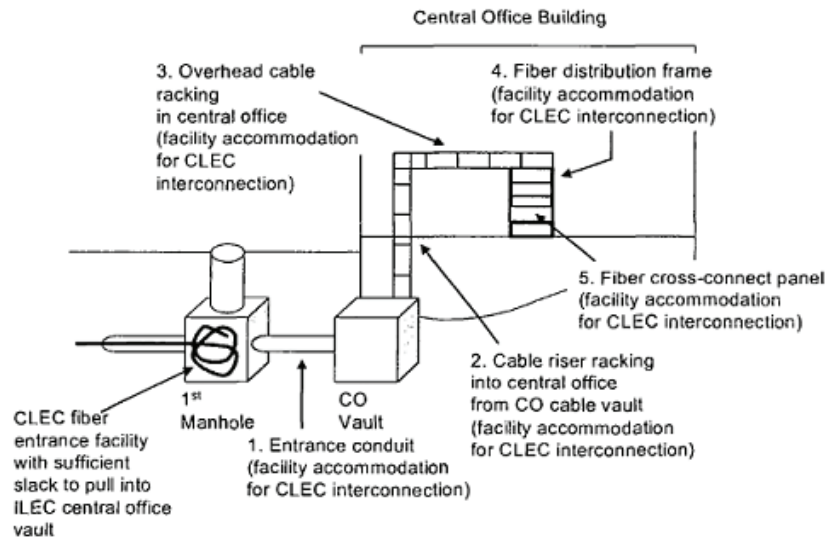 Central Office Building
3. Overhead cable
racking
in central office
(facility accommodation
for CLEC
interconnection)
4. Fiber distribution frame
(facility accommodation
for CLEC interconnection)
5. Fiber cross-connect panel
(facility accommodation
for CLEC interconnection)
2. Cable riser racking
into central office
from CO cable vault
(facility accommodation
for CLEC interconnection)
1st
Manhole
CO
Vault
1. Entrance conduit
(facility accommodation
for CLEC interconnection)
CLEC fiber
entrance facility
with sufficient
slack to pull into
ILEC central office
vault